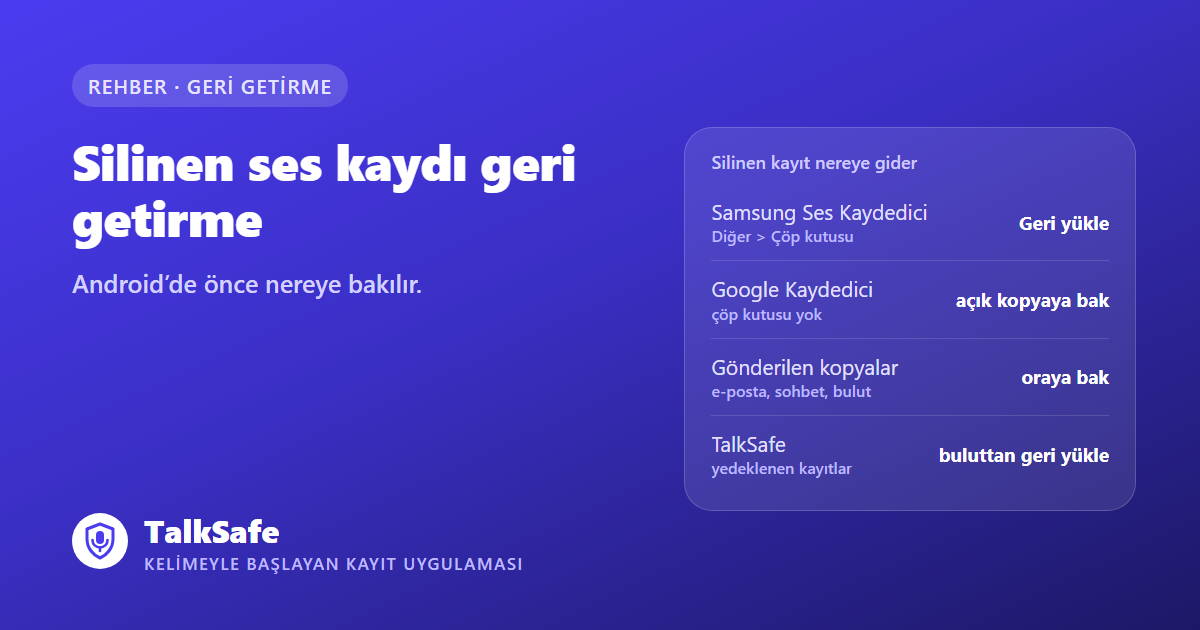 REHBER · GERİ GETİRME
Silinen ses kaydı geri
getirme
Android’de önce nereye bakılır.
Silinen kayıt nereye gider
Samsung Ses Kaydedici
Diğer > Çöp kutusu
Geri yükle
Google Kaydedici
çöp kutusu yok
açık kopyaya bak
Gönderilen kopyalar
e-posta, sohbet, bulut
oraya bak
TalkSafe
yedeklenen kayıtlar
buluttan geri yükle
TalkSafe
KELİMEYLE BAŞLAYAN KAYIT UYGULAMASI